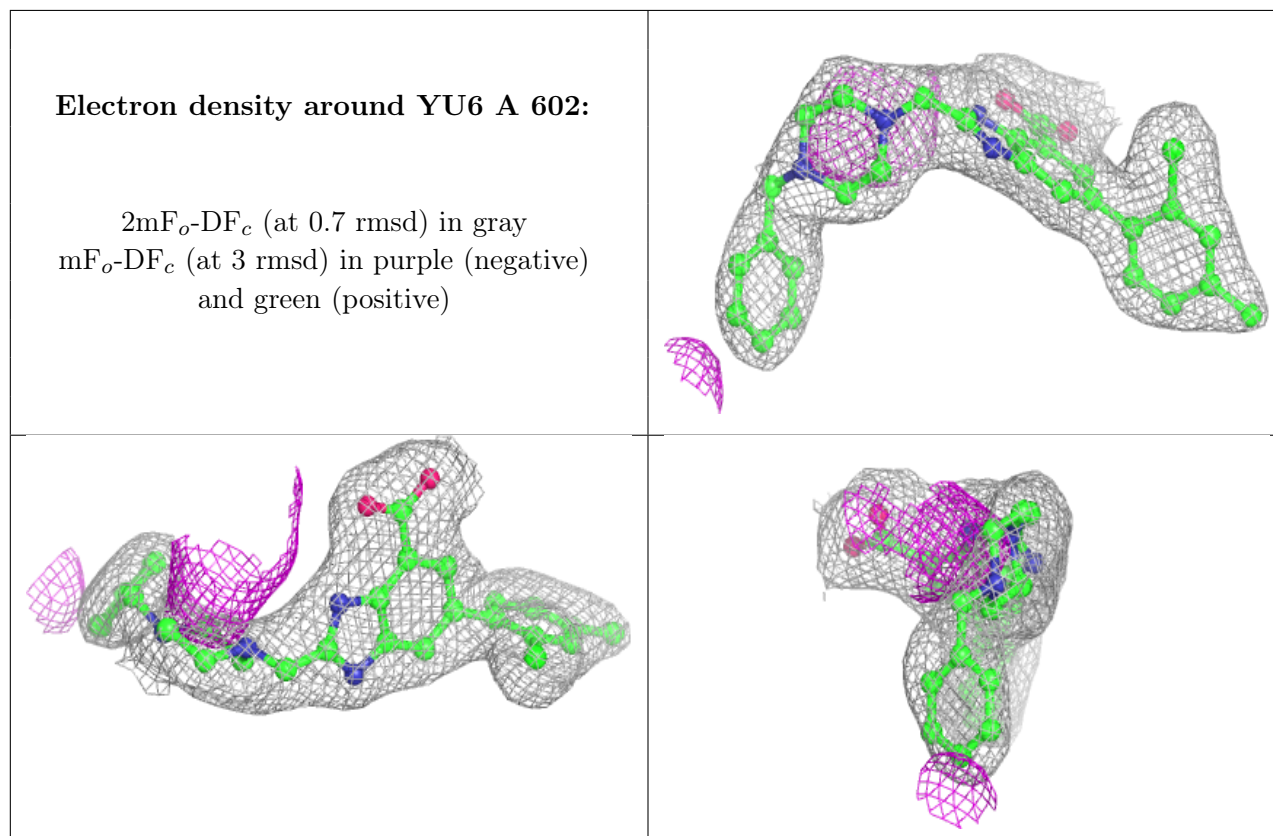 Electron density around YU6 A 602:
2mFₒ-DF𝒸 (at 0.7 rmsd) in gray
mFₒ-DF𝒸 (at 3 rmsd) in purple (negative)
and green (positive)